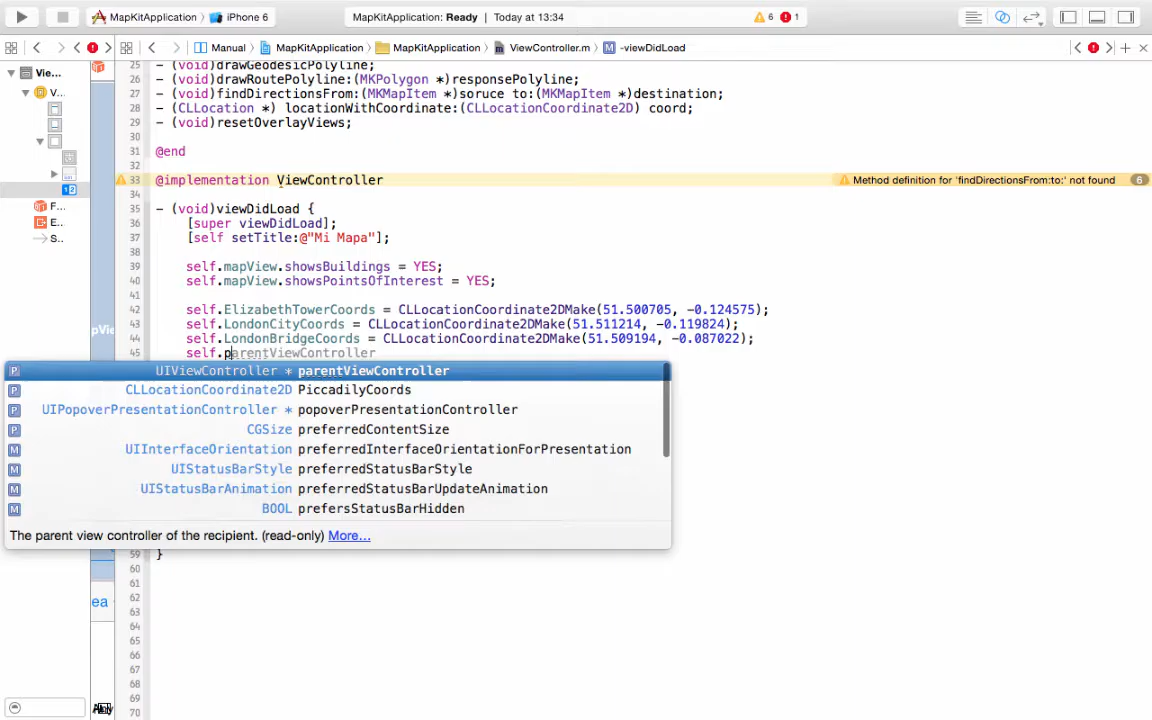 MapKitApplication iPhone 6 MapKitApplication: Ready Today at 13:34 6 1
Manual MapKitApplication MapKitApplication ViewController.m -viewDidLoad
Vie...
V...
F...
E...
S..
25 - (void)drawGeodesicPolyline;
26 - (void)drawRoutePolyline:(MKPolygon *)responsePolyline;
27 - (void)findDirectionsFrom:(MKMapItem *)soruce to:(MKMapItem *)destination;
28 - (CLLocation *) locationWithCoordinate:(CLLocationCoordinate2D) coord;
29 - (void)resetOverlayViews;
30
31 @end
32
33 @implementation ViewController Method definition for 'findDirectionsFrom:to:' not found 6
34
35 - (void)viewDidLoad {
36 [super viewDidLoad];
37 [self setTitle:@"Mi Mapa"];
38
39 self.mapView.showsBuildings = YES;
40 self.mapView.showsPointsOfInterest = YES;
41
42 self.ElizabethTowerCoords = CLLocationCoordinate2DMake(51.500705, -0.124575);
43 self.LondonCityCoords = CLLocationCoordinate2DMake(51.511214, -0.119824);
44 self.LondonBridgeCoords = CLLocationCoordinate2DMake(51.509194, -0.087022);
45 self.parentViewController
P UIViewController * parentViewController
P CLLocationCoordinate2D PiccadilyCoords
P UIPopoverPresentationController * popoverPresentationController
P CGSize preferredContentSize
M UIInterfaceOrientation preferredInterfaceOrientationForPresentation
M UIStatusBarStyle preferredStatusBarStyle
M UIStatusBarAnimation preferredStatusBarUpdateAnimation
M BOOL prefersStatusBarHidden
The parent view controller of the recipient. (read-only) More...
59 }
60
61
62
63
64
65
66
67
68
69
70
pVie
ea